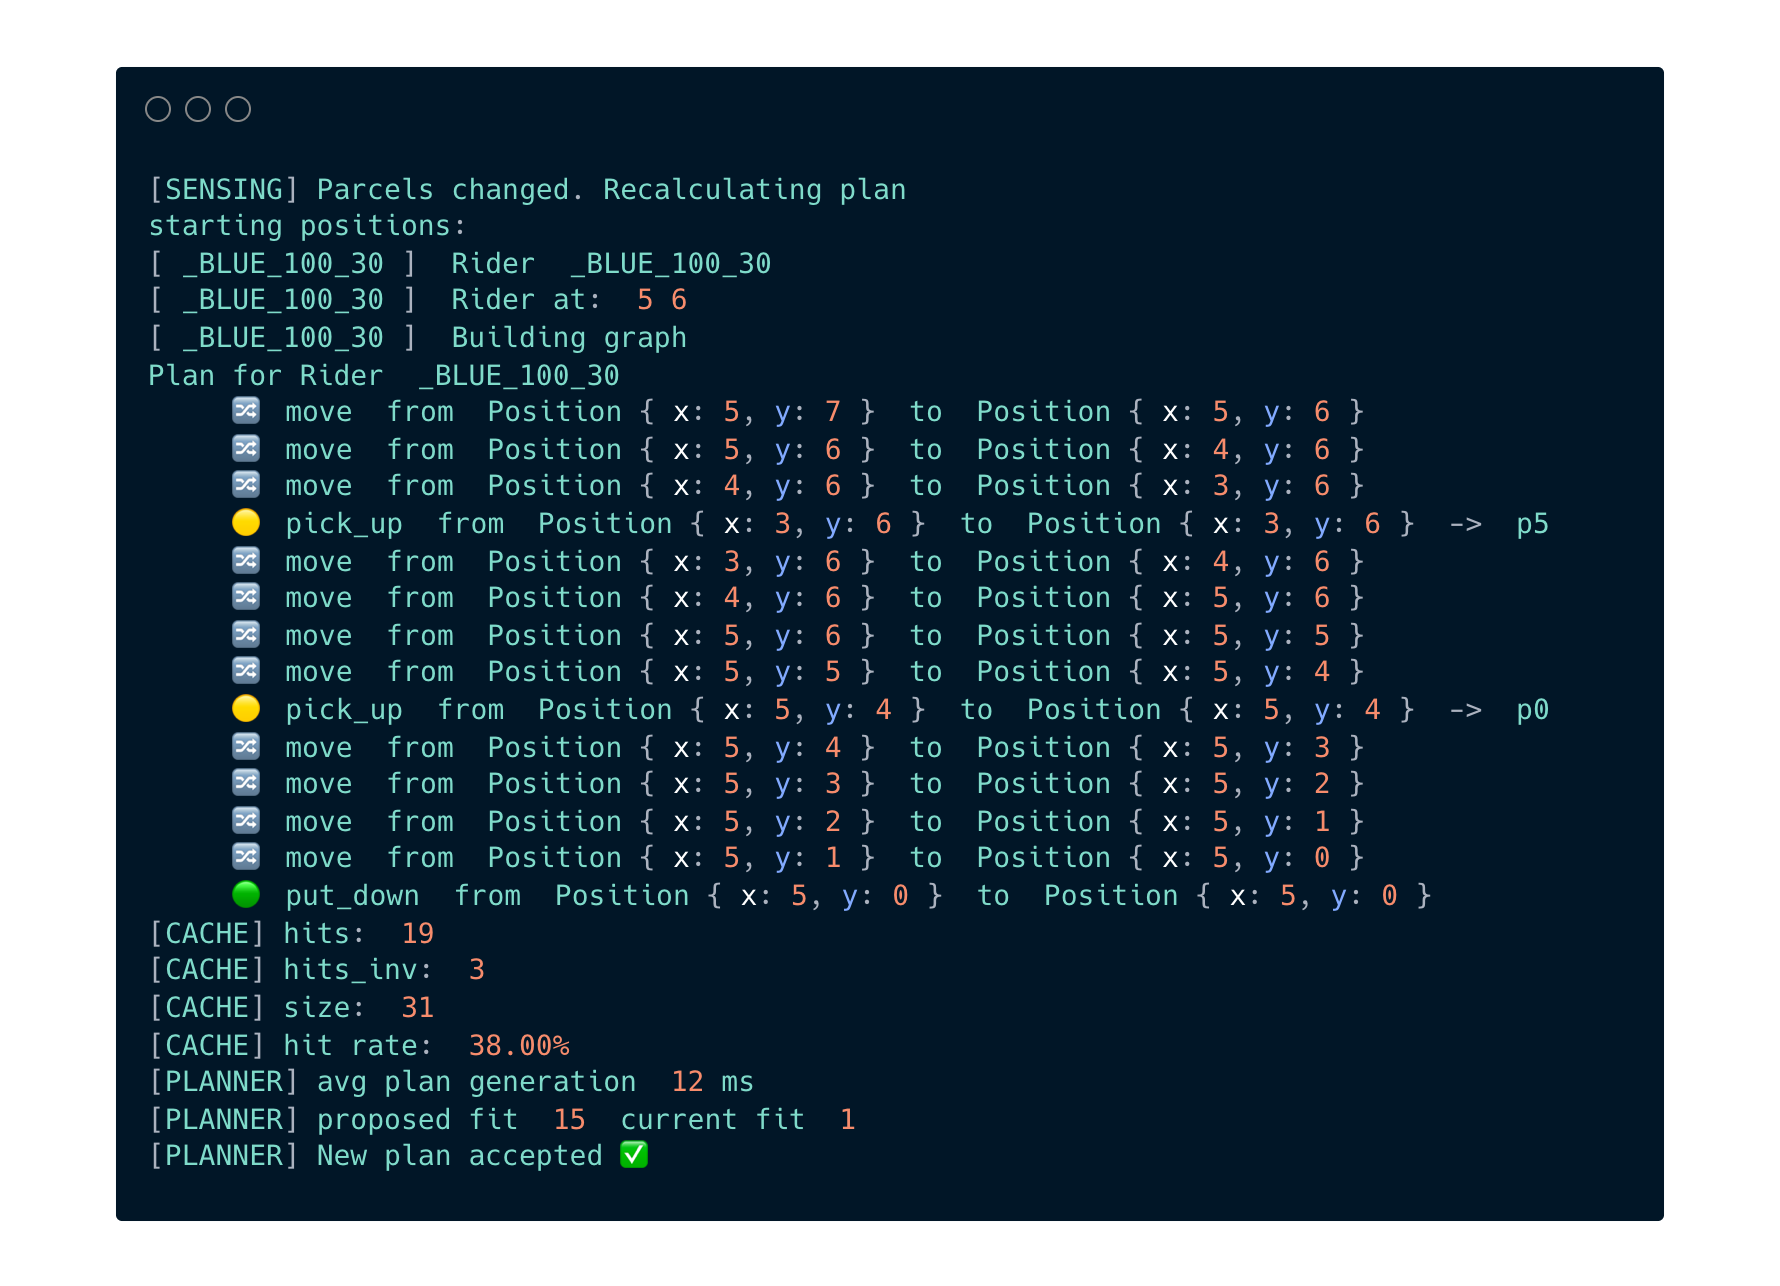 [SENSING] Parcels changed. Recalculating plan
starting positions:
[ _BLUE_100_30 ]  Rider  _BLUE_100_30
[ _BLUE_100_30 ]  Rider at:  5 6
[ _BLUE_100_30 ]  Building graph
Plan for Rider  _BLUE_100_30
🔀 move  from  Position { x: 5, y: 7 }  to  Position { x: 5, y: 6 }
🔀 move  from  Position { x: 5, y: 6 }  to  Position { x: 4, y: 6 }
🔀 move  from  Position { x: 4, y: 6 }  to  Position { x: 3, y: 6 }
🟡 pick_up  from  Position { x: 3, y: 6 }  to  Position { x: 3, y: 6 }  ->  p5
🔀 move  from  Position { x: 3, y: 6 }  to  Position { x: 4, y: 6 }
🔀 move  from  Position { x: 4, y: 6 }  to  Position { x: 5, y: 6 }
🔀 move  from  Position { x: 5, y: 6 }  to  Position { x: 5, y: 5 }
🔀 move  from  Position { x: 5, y: 5 }  to  Position { x: 5, y: 4 }
🟡 pick_up  from  Position { x: 5, y: 4 }  to  Position { x: 5, y: 4 }  ->  p0
🔀 move  from  Position { x: 5, y: 4 }  to  Position { x: 5, y: 3 }
🔀 move  from  Position { x: 5, y: 3 }  to  Position { x: 5, y: 2 }
🔀 move  from  Position { x: 5, y: 2 }  to  Position { x: 5, y: 1 }
🔀 move  from  Position { x: 5, y: 1 }  to  Position { x: 5, y: 0 }
🟢 put_down  from  Position { x: 5, y: 0 }  to  Position { x: 5, y: 0 }
[CACHE] hits:  19
[CACHE] hits_inv:  3
[CACHE] size:  31
[CACHE] hit rate:  38.00%
[PLANNER] avg plan generation  12 ms
[PLANNER] proposed fit  15  current fit  1
[PLANNER] New plan accepted ✅